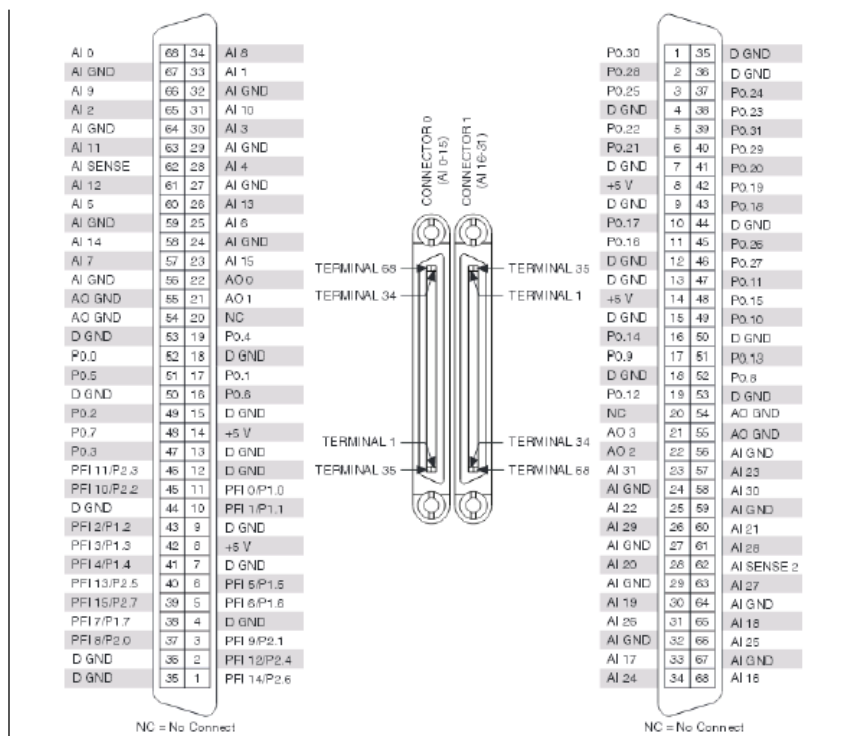 AI 0 68 34 AI 8
AI GND 67 33 AI 1
AI 9 66 32 AI GND
AI 2 65 31 AI 10
AI GND 64 30 AI 3
AI 11 63 29 AI GND
AI SENSE 62 28 AI 4
AI 12 61 27 AI GND
AI 5 60 26 AI 13
AI GND 59 25 AI 6
AI 14 58 24 AI GND
AI 7 57 23 AI 15
AI GND 56 22 AO 0
AO GND 55 21 AO 1
AO GND 54 20 NC
D GND 53 19 P0.4
P0.0 52 18 D GND
P0.5 51 17 P0.1
D GND 50 16 P0.6
P0.2 49 15 D GND
P0.7 48 14 +5 V
P0.3 47 13 D GND
PFI 11/P2.3 46 12 D GND
PFI 10/P2.2 45 11 PFI 0/P1.0
D GND 44 10 PFI 1/P1.1
PFI 2/P1.2 43 9 D GND
PFI 3/P1.3 42 8 +5 V
PFI 4/P1.4 41 7 D GND
PFI 13/P2.5 40 6 PFI 5/P1.5
PFI 15/P2.7 39 5 PFI 6/P1.6
PFI 7/P1.7 38 4 D GND
PFI 8/P2.0 37 3 PFI 9/P2.1
D GND 36 2 PFI 12/P2.4
D GND 35 1 PFI 14/P2.6
NC = No Connect
CONNECTOR 0
(AI 0-15)
CONNECTOR 1
(AI 16-31)
TERMINAL 68
TERMINAL 34
TERMINAL 35
TERMINAL 1
TERMINAL 1
TERMINAL 35
TERMINAL 34
TERMINAL 68
P0.30 1 35 D GND
P0.28 2 36 D GND
P0.25 3 37 P0.24
D GND 4 38 P0.23
P0.22 5 39 P0.31
P0.21 6 40 P0.29
D GND 7 41 P0.20
+5 V 8 42 P0.19
D GND 9 43 P0.18
P0.17 10 44 D GND
P0.16 11 45 P0.26
D GND 12 46 P0.27
D GND 13 47 P0.11
+5 V 14 48 P0.15
D GND 15 49 P0.10
P0.14 16 50 D GND
P0.9 17 51 P0.13
D GND 18 52 P0.8
P0.12 19 53 D GND
NC 20 54 AO GND
AO 3 21 55 AO GND
AO 2 22 56 AI GND
AI 31 23 57 AI 23
AI GND 24 58 AI 30
AI 22 25 59 AI GND
AI 29 26 60 AI 21
AI GND 27 61 AI 28
AI 20 28 62 AI SENSE 2
AI GND 29 63 AI 27
AI 19 30 64 AI GND
AI 26 31 65 AI 18
AI GND 32 66 AI 25
AI 17 33 67 AI GND
AI 24 34 68 AI 16
NC = No Connect